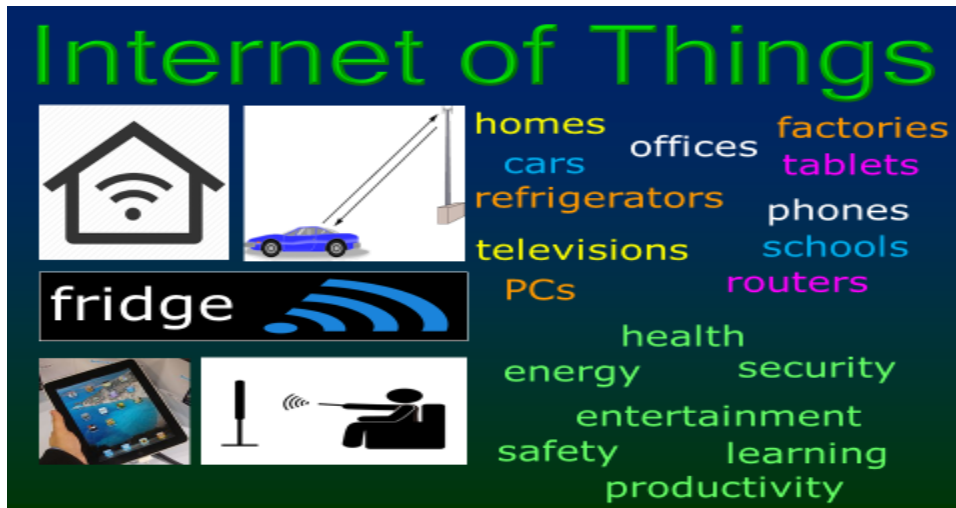 Internet of Things
homes
offices
factories
cars
tablets
refrigerators
phones
televisions
schools
PCs
routers
fridge
health
energy
security
entertainment
safety
learning
productivity